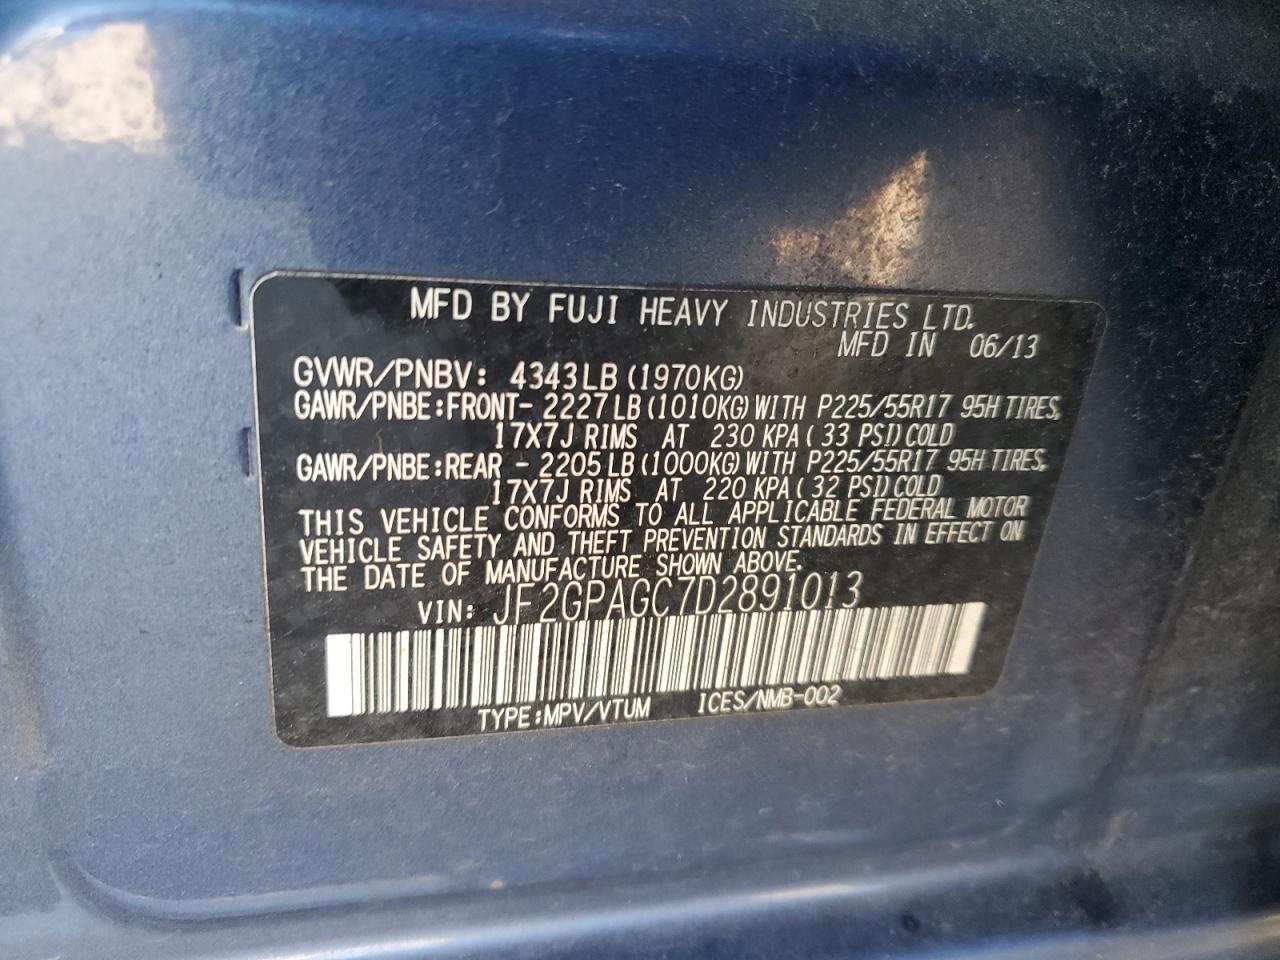 MFD BY FUJI HEAVY INDUSTRIES LTD.
MFD IN 06/13
GVWR/PNBV: 4343LB (1970KG)
GAWR/PNBE:FRONT- 2227LB (1010KG) WITH P225/55R17 95H TIRES,
17X7J RIMS AT 230 KPA (33 PSI) COLD
GAWR/PNBE:REAR - 2205LB (1000KG) WITH P225/55R17 95H TIRES,
17X7J RIMS AT 220 KPA (32 PSI) COLD
THIS VEHICLE CONFORMS TO ALL APPLICABLE FEDERAL MOTOR
VEHICLE SAFETY AND THEFT PREVENTION STANDARDS IN EFFECT ON
THE DATE OF MANUFACTURE SHOWN ABOVE.
VIN: JF2GPAGC7D2891013
TYPE:MPV/VTUM ICES/NMB-002